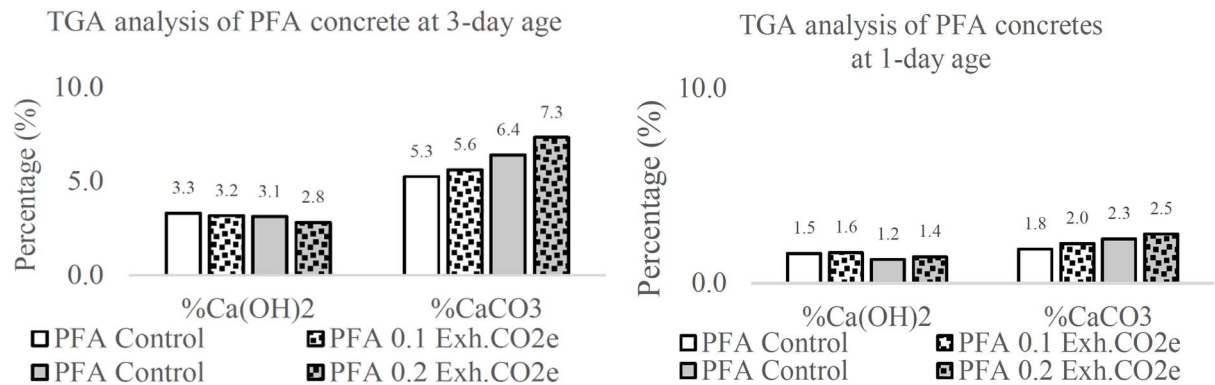 TGA analysis of PFA concrete at 3-day age
Percentage (%)
10.0
5.0
0.0
3.3
3.2
3.1
2.8
5.3
5.6
6.4
7.3
%Ca(OH)2
%CaCO3
PFA Control
PFA 0.1 Exh.CO2e
PFA Control
PFA 0.2 Exh.CO2e
TGA analysis of PFA concretes
at 1-day age
Percentage (%)
10.0
0.0
1.5
1.6
1.2
1.4
1.8
2.0
2.3
2.5
%Ca(OH)2
%CaCO3
PFA Control
PFA 0.1 Exh.CO2e
PFA Control
PFA 0.2 Exh.CO2e